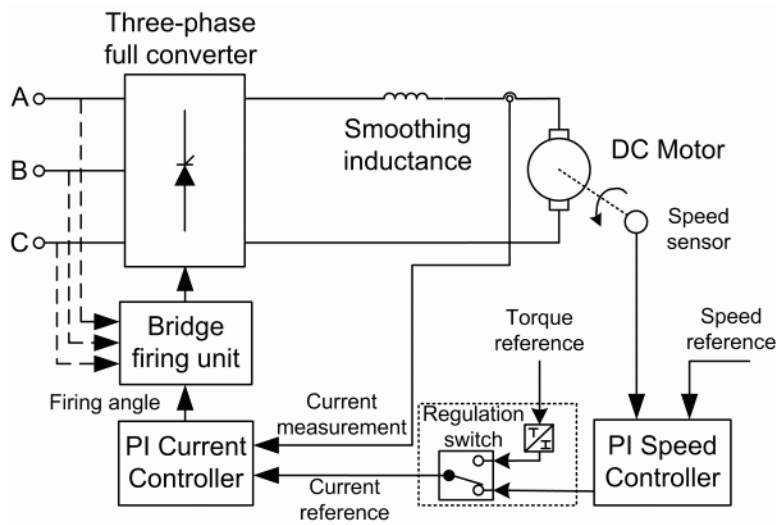 Three-phase
full converter
A
B
C
Smoothing
inductance
DC Motor
Speed
sensor
Bridge
firing unit
Torque
reference
Speed
reference
Firing angle
Current
measurement
Regulation
switch
T
I
PI Current
Controller
PI Speed
Controller
Current
reference